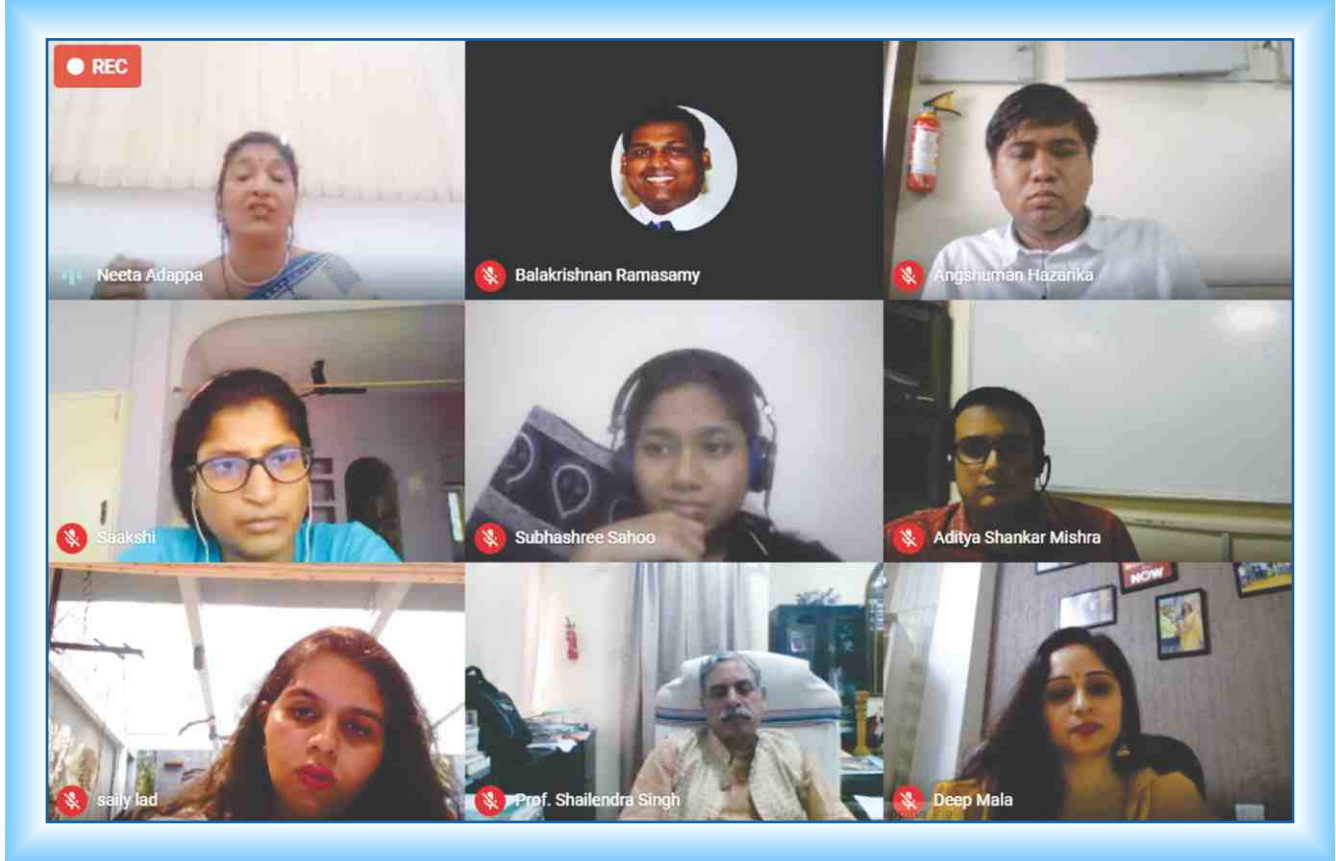 REC
Neeta Adappa
Balakrishnan Ramasamy
Angshuman Hazarika
Saakshi
Subhashree Sahoo
Aditya Shankar Mishra
NOW
saily lad
Prof. Shailendra Singh
Deep Mala